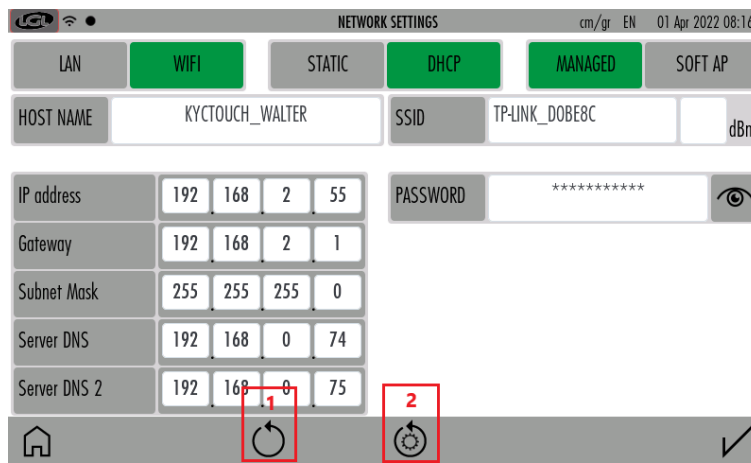 LGL NETWORK SETTINGS cm/gr EN 01 Apr 2022 08:16
LAN WIFI STATIC DHCP MANAGED SOFT AP
HOST NAME KYCTOUCH_WALTER SSID TP-LINK_D0BE8C dBm
IP address 192 . 168 . 2 . 55 PASSWORD ***********
Gateway 192 . 168 . 2 . 1
Subnet Mask 255 . 255 . 255 . 0
Server DNS 192 . 168 . 0 . 74
Server DNS 2 192 . 168 . 0 . 75
1 2